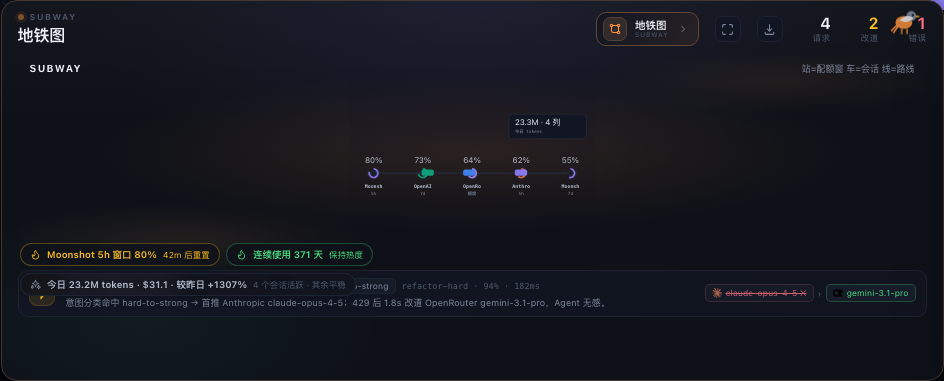 SUBWAY
地铁图
地铁图
SUBWAY
4
请求
2
改道
1
错误
SUBWAY
站=配额窗 车=会话 线=路线
23.3M · 4 列
今日 tokens
80%
73%
64%
62%
55%
Moonsh
OpenAI
OpenRo
Anthro
Moonsh
5h
7d
5h
7d
Moonshot 5h 窗口 80% 42m 后重置
连续使用 371 天 保持热度
今日 23.2M tokens · $31.1 · 较昨日 +1307% 4 个会话活跃 · 其余平稳
o-strong refactor-hard · 94% · 182ms
意图分类命中 hard-to-strong → 首推 Anthropic claude-opus-4-5; 429 后 1.8s 改道 OpenRouter gemini-3.1-pro，Agent 无感。
claude-opus-4-5 ✕ › gemini-3.1-pro